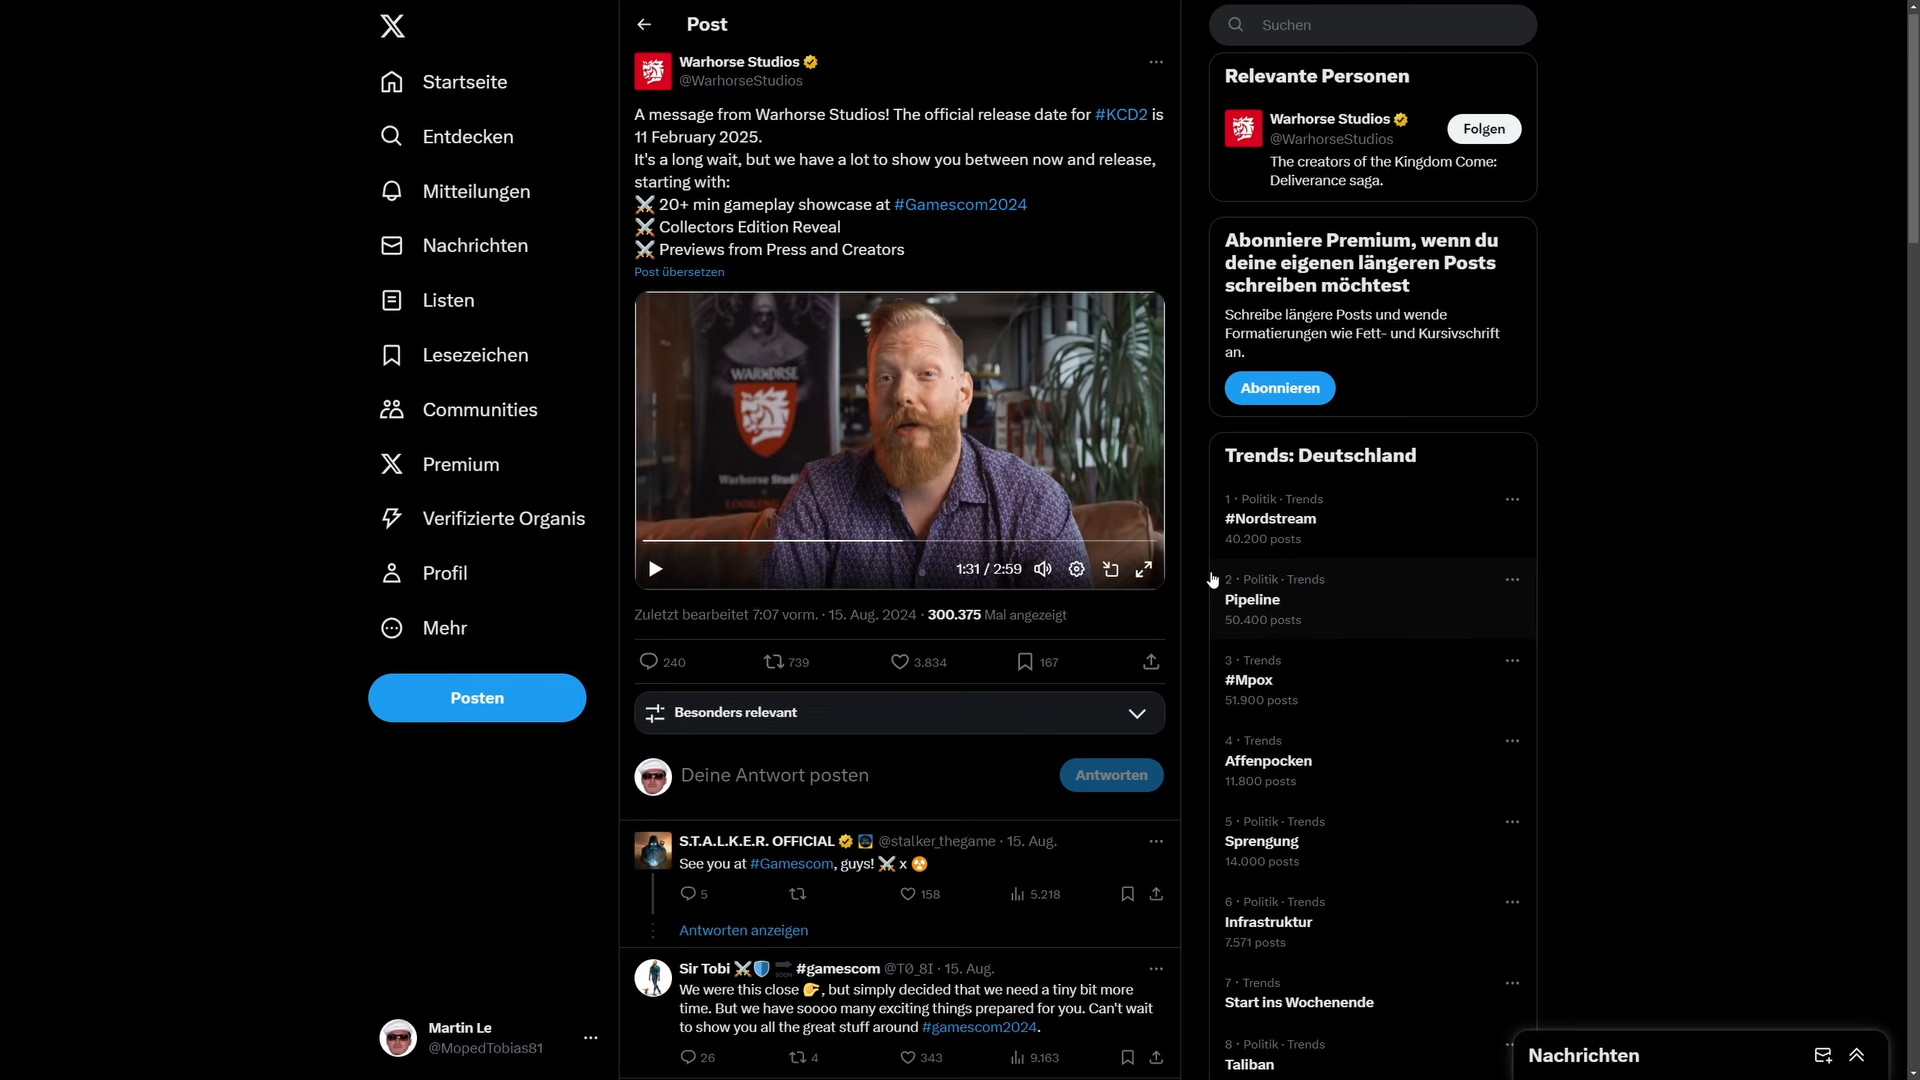 Startseite
Entdecken
Mitteilungen
Nachrichten
Listen
Lesezeichen
Communities
Premium
Verifizierte Organis
Profil
Mehr
Posten
Martin Le
@MopedTobias81
Post
Warhorse Studios
@WarhorseStudios
A message from Warhorse Studios! The official release date for #KCD2 is
11 February 2025.
It's a long wait, but we have a lot to show you between now and release,
starting with:
⚔️ 20+ min gameplay showcase at #Gamescom2024
⚔️ Collectors Edition Reveal
⚔️ Previews from Press and Creators
Post übersetzen
WARHORSE
Warhorse Studi
LOOKING
1:31 / 2:59
Zuletzt bearbeitet 7:07 vorm. · 15. Aug. 2024 · 300.375 Mal angezeigt
240 739 3.834 167
Besonders relevant
Deine Antwort posten
Antworten
S.T.A.L.K.E.R. OFFICIAL @stalker_thegame · 15. Aug.
See you at #Gamescom, guys! ⚔️ x ☢️
5 158 5.218
Antworten anzeigen
Sir Tobi ⚔️🛡️🔜 #gamescom @T0_8I · 15. Aug.
We were this close 🫱, but simply decided that we need a tiny bit more
time. But we have soooo many exciting things prepared for you. Can't wait
to show you all the great stuff around #gamescom2024.
26 4 343 9.163
Suchen
Relevante Personen
Warhorse Studios
@WarhorseStudios
Folgen
The creators of the Kingdom Come:
Deliverance saga.
Abonniere Premium, wenn du
deine eigenen längeren Posts
schreiben möchtest
Schreibe längere Posts und wende
Formatierungen wie Fett- und Kursivschrift
an.
Abonnieren
Trends: Deutschland
1 · Politik · Trends
#Nordstream
40.200 posts
2 · Politik · Trends
Pipeline
50.400 posts
3 · Trends
#Mpox
51.900 posts
4 · Trends
Affenpocken
11.800 posts
5 · Politik · Trends
Sprengung
14.000 posts
6 · Politik · Trends
Infrastruktur
7.571 posts
7 · Trends
Start ins Wochenende
8 · Politik · Trends
Taliban
Nachrichten